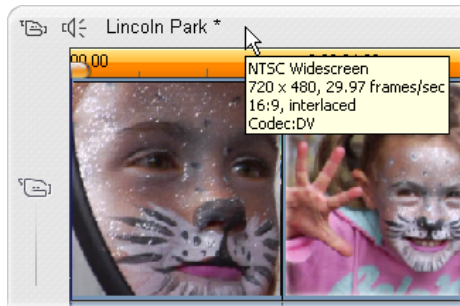 Lincoln Park *
00.00
NTSC Widescreen
720 x 480, 29.97 frames/sec
16:9, interlaced
Codec:DV